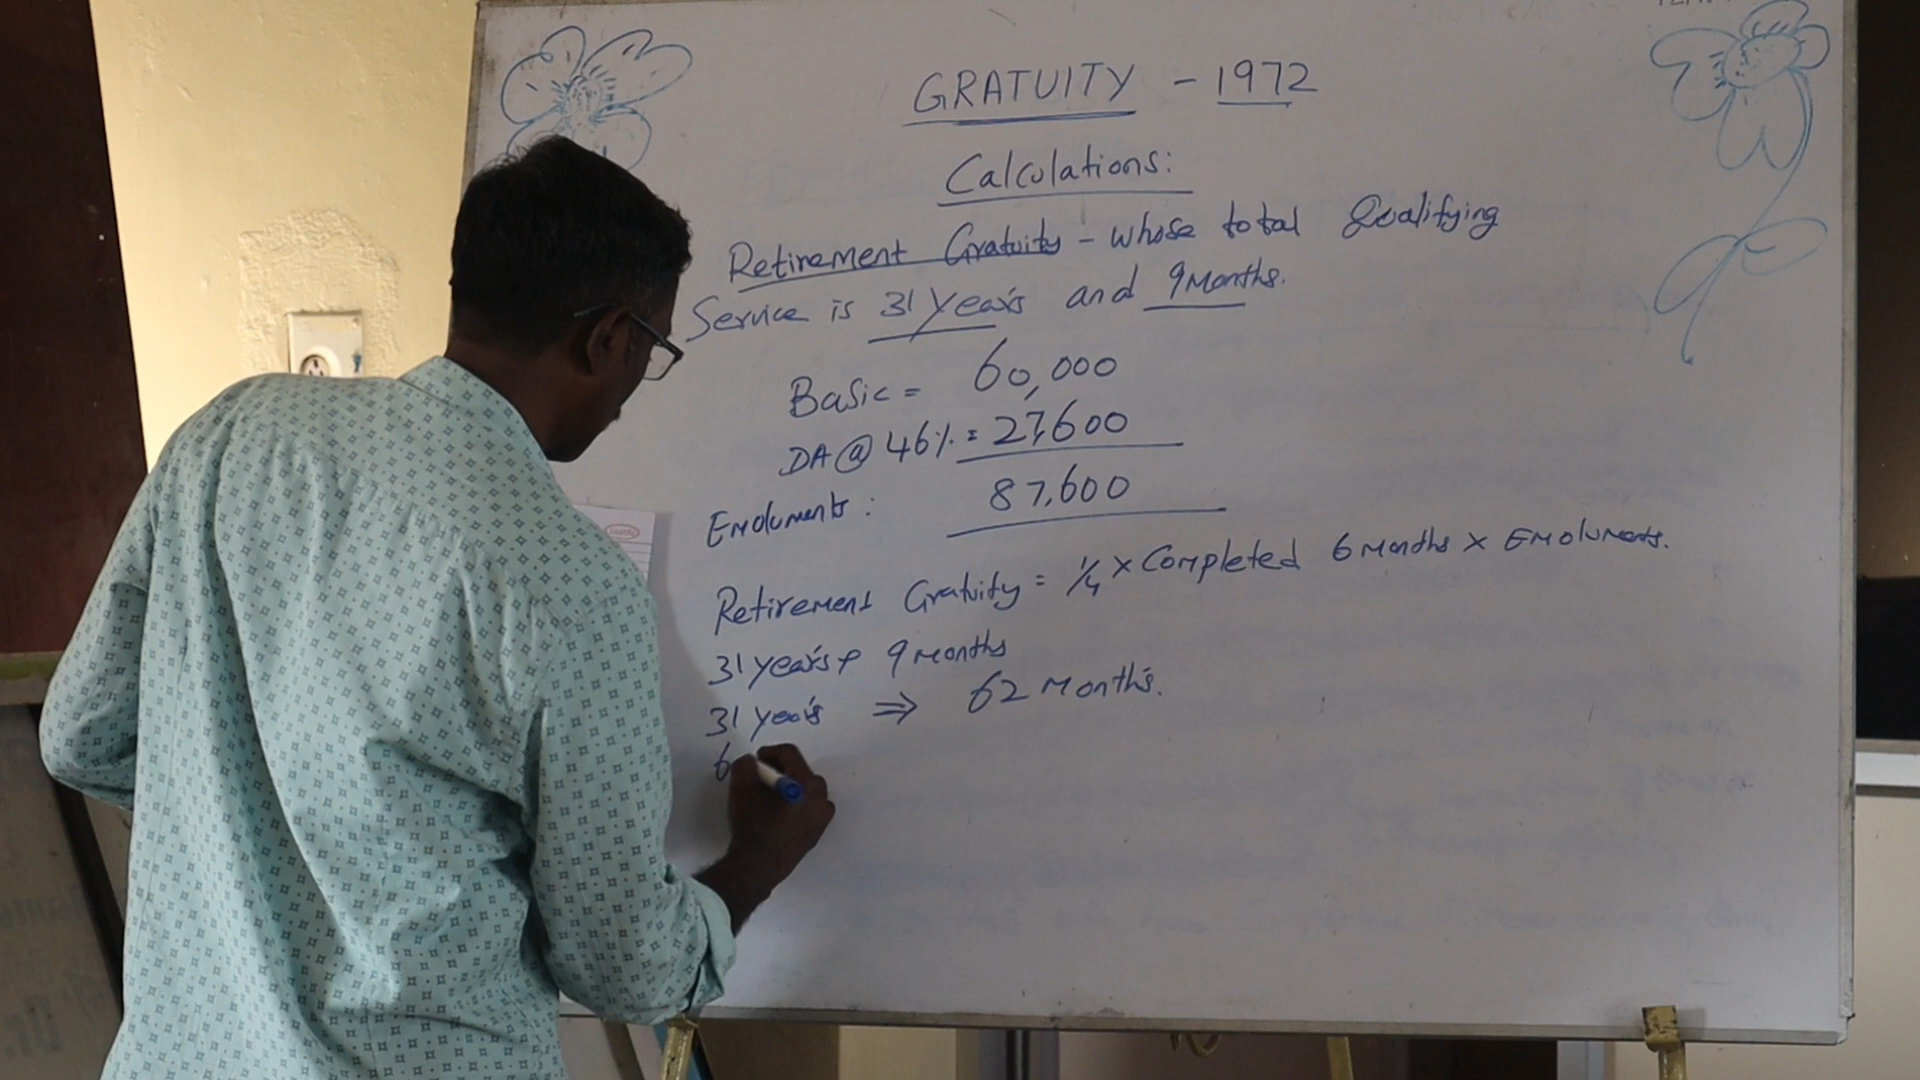 GRATUITY - 1972
Calculations:
Retirement Gratuity - whose total Qualifying
Service is 31 years and 9 Months.
Basic = 60,000
DA @ 46% = 27,600
Emoluments : 87,600
Retirement Gratuity = 1/4 x Completed 6 months x Emoluments.
31 years & 9 months
31 years ⇒ 62 months.
6